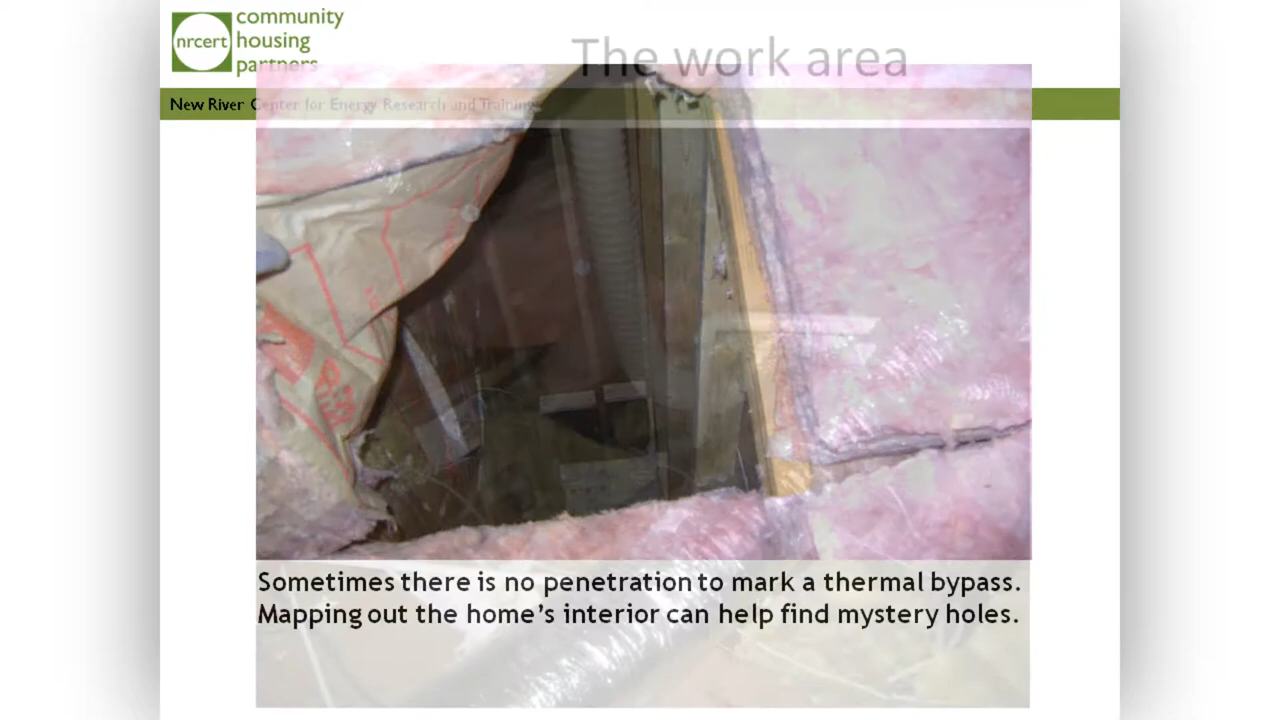 community
nrcert housing
partners
The work area
New River Center for Energy Research and Training
Sometimes there is no penetration to mark a thermal bypass.
Mapping out the home's interior can help find mystery holes.